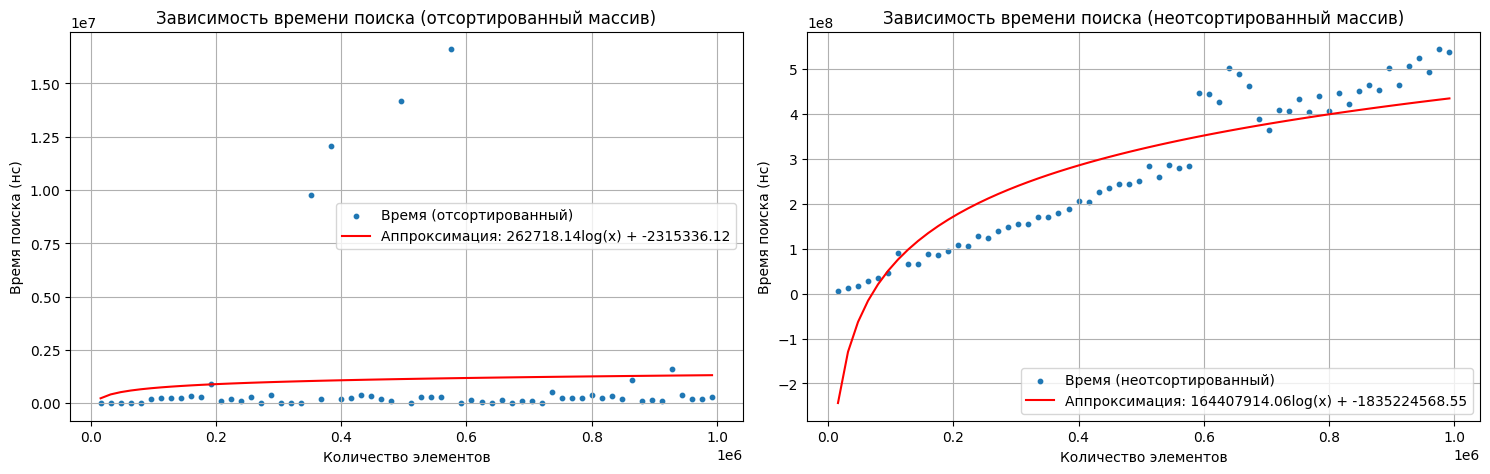 Зависимость времени поиска (отсортированный массив)
1e7
Время поиска (нс)
1.50
1.25
1.00
0.75
0.50
0.25
0.00
Время (отсортированный)
Аппроксимация: 262718.14log(x) + -2315336.12
0.0
0.2
0.4
0.6
0.8
1.0
1e6
Количество элементов
Зависимость времени поиска (неотсортированный массив)
1e8
Время поиска (нс)
5
4
3
2
1
0
−1
−2
Время (неотсортированный)
Аппроксимация: 164407914.06log(x) + -1835224568.55
0.0
0.2
0.4
0.6
0.8
1.0
1e6
Количество элементов